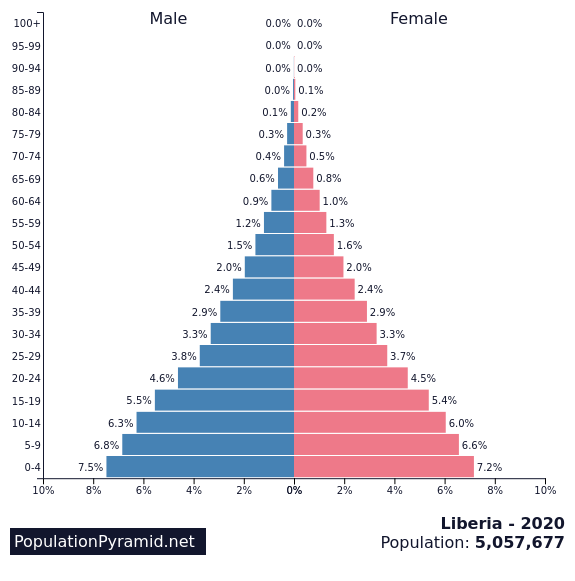 Male Female
100+ 0.0% 0.0%
95-99 0.0% 0.0%
90-94 0.0% 0.0%
85-89 0.0% 0.1%
80-84 0.1% 0.2%
75-79 0.3% 0.3%
70-74 0.4% 0.5%
65-69 0.6% 0.8%
60-64 0.9% 1.0%
55-59 1.2% 1.3%
50-54 1.5% 1.6%
45-49 2.0% 2.0%
40-44 2.4% 2.4%
35-39 2.9% 2.9%
30-34 3.3% 3.3%
25-29 3.8% 3.7%
20-24 4.6% 4.5%
15-19 5.5% 5.4%
10-14 6.3% 6.0%
5-9 6.8% 6.6%
0-4 7.5% 7.2%
10% 8% 6% 4% 2% 0% 2% 4% 6% 8% 10%
Liberia - 2020
PopulationPyramid.net Population: 5,057,677